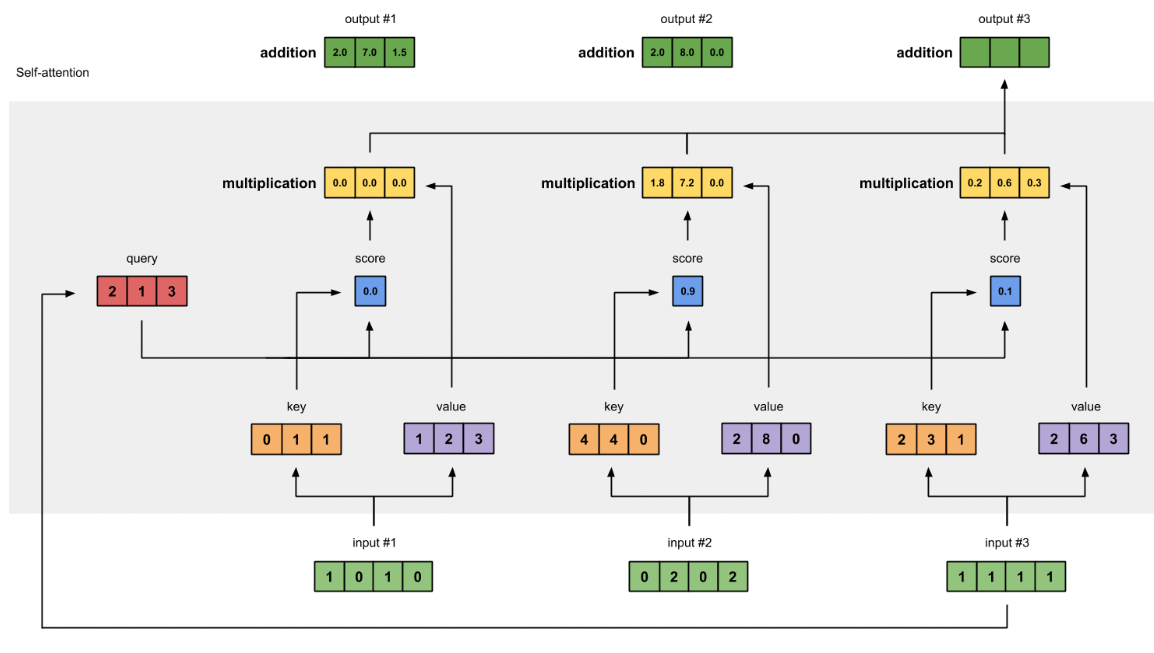 output #1 output #2 output #3
addition 2.0 7.0 1.5 addition 2.0 8.0 0.0 addition
Self-attention
multiplication 0.0 0.0 0.0 multiplication 1.8 7.2 0.0 multiplication 0.2 0.6 0.3
query score score score
2 1 3 0.0 0.9 0.1
key value key value key value
0 1 1 1 2 3 4 4 0 2 8 0 2 3 1 2 6 3
input #1 input #2 input #3
1 0 1 0 0 2 0 2 1 1 1 1